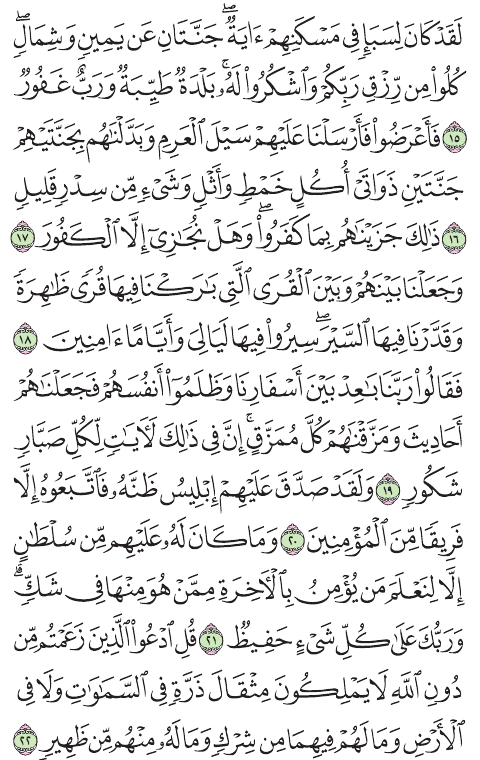 لَقَدْ كَانَ لِسَبَإٍ فِى مَسْكَنِهِمْ ءَايَةٌ ۖ جَنَّتَانِ عَن يَمِينٍ وَشِمَالٍ ۖ
كُلُوا۟ مِن رِّزْقِ رَبِّكُمْ وَٱشْكُرُوا۟ لَهُۥ ۚ بَلْدَةٌ طَيِّبَةٌ وَرَبٌّ غَفُورٌ
١٥ فَأَعْرَضُوا۟ فَأَرْسَلْنَا عَلَيْهِمْ سَيْلَ ٱلْعَرِمِ وَبَدَّلْنَٰهُم بِجَنَّتَيْهِمْ
جَنَّتَيْنِ ذَوَاتَىْ أُكُلٍ خَمْطٍ وَأَثْلٍ وَشَىْءٍ مِّن سِدْرٍ قَلِيلٍ
١٦ ذَٰلِكَ جَزَيْنَٰهُم بِمَا كَفَرُوا۟ ۖ وَهَلْ نُجَٰزِىٓ إِلَّا ٱلْكَفُورَ ١٧
وَجَعَلْنَا بَيْنَهُمْ وَبَيْنَ ٱلْقُرَى ٱلَّتِى بَٰرَكْنَا فِيهَا قُرًى ظَٰهِرَةً
وَقَدَّرْنَا فِيهَا ٱلسَّيْرَ ۖ سِيرُوا۟ فِيهَا لَيَالِىَ وَأَيَّامًا ءَامِنِينَ ١٨
فَقَالُوا۟ رَبَّنَا بَٰعِدْ بَيْنَ أَسْفَارِنَا وَظَلَمُوٓا۟ أَنفُسَهُمْ فَجَعَلْنَٰهُمْ
أَحَادِيثَ وَمَزَّقْنَٰهُمْ كُلَّ مُمَزَّقٍ ۚ إِنَّ فِى ذَٰلِكَ لَءَايَٰتٍ لِّكُلِّ صَبَّارٍ
شَكُورٍ ١٩ وَلَقَدْ صَدَّقَ عَلَيْهِمْ إِبْلِيسُ ظَنَّهُۥ فَٱتَّبَعُوهُ إِلَّا
فَرِيقًا مِّنَ ٱلْمُؤْمِنِينَ ٢٠ وَمَا كَانَ لَهُۥ عَلَيْهِم مِّن سُلْطَٰنٍ
إِلَّا لِنَعْلَمَ مَن يُؤْمِنُ بِٱلْءَاخِرَةِ مِمَّنْ هُوَ مِنْهَا فِى شَكٍّ ۗ
وَرَبُّكَ عَلَىٰ كُلِّ شَىْءٍ حَفِيظٌ ٢١ قُلِ ٱدْعُوا۟ ٱلَّذِينَ زَعَمْتُم مِّن
دُونِ ٱللَّهِ لَا يَمْلِكُونَ مِثْقَالَ ذَرَّةٍ فِى ٱلسَّمَٰوَٰتِ وَلَا فِى
ٱلْأَرْضِ وَمَا لَهُمْ فِيهِمَا مِن شِرْكٍ وَمَا لَهُۥ مِنْهُم مِّن ظَهِيرٍ ٢٢